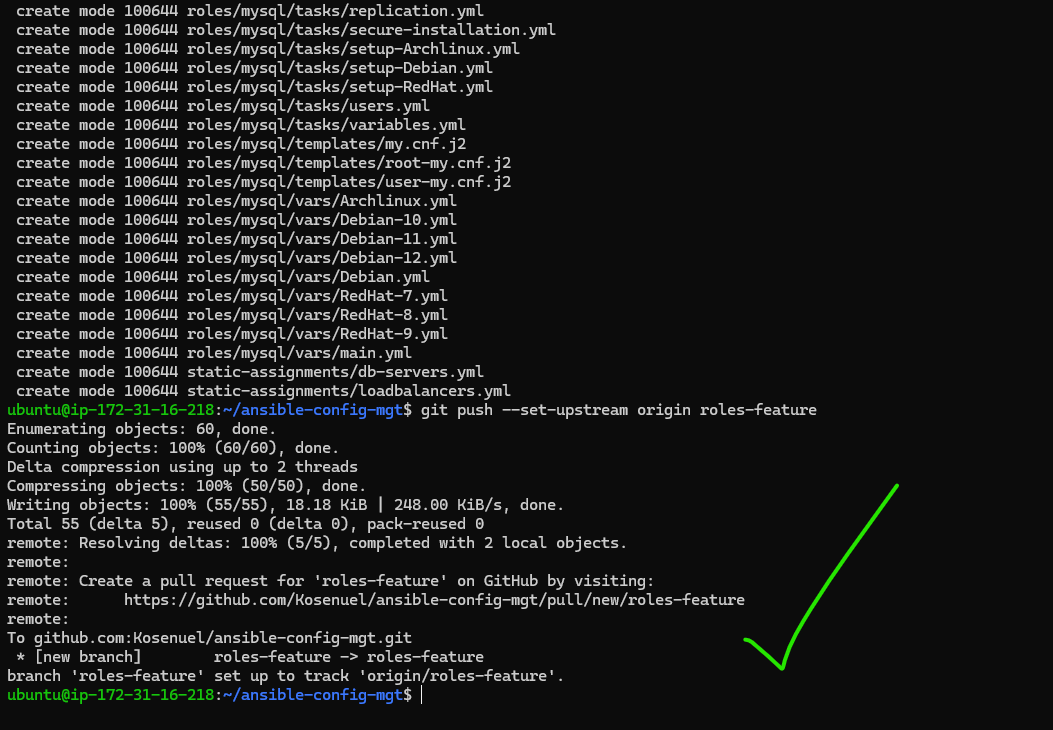 create mode 100644 roles/mysql/tasks/replication.yml
create mode 100644 roles/mysql/tasks/secure-installation.yml
create mode 100644 roles/mysql/tasks/setup-Archlinux.yml
create mode 100644 roles/mysql/tasks/setup-Debian.yml
create mode 100644 roles/mysql/tasks/setup-RedHat.yml
create mode 100644 roles/mysql/tasks/users.yml
create mode 100644 roles/mysql/tasks/variables.yml
create mode 100644 roles/mysql/templates/my.cnf.j2
create mode 100644 roles/mysql/templates/root-my.cnf.j2
create mode 100644 roles/mysql/templates/user-my.cnf.j2
create mode 100644 roles/mysql/vars/Archlinux.yml
create mode 100644 roles/mysql/vars/Debian-10.yml
create mode 100644 roles/mysql/vars/Debian-11.yml
create mode 100644 roles/mysql/vars/Debian-12.yml
create mode 100644 roles/mysql/vars/Debian.yml
create mode 100644 roles/mysql/vars/RedHat-7.yml
create mode 100644 roles/mysql/vars/RedHat-8.yml
create mode 100644 roles/mysql/vars/RedHat-9.yml
create mode 100644 roles/mysql/vars/main.yml
create mode 100644 static-assignments/db-servers.yml
create mode 100644 static-assignments/loadbalancers.yml
ubuntu@ip-172-31-16-218:~/ansible-config-mgt$ git push --set-upstream origin roles-feature
Enumerating objects: 60, done.
Counting objects: 100% (60/60), done.
Delta compression using up to 2 threads
Compressing objects: 100% (50/50), done.
Writing objects: 100% (55/55), 18.18 KiB | 248.00 KiB/s, done.
Total 55 (delta 5), reused 0 (delta 0), pack-reused 0
remote: Resolving deltas: 100% (5/5), completed with 2 local objects.
remote:
remote: Create a pull request for 'roles-feature' on GitHub by visiting:
remote:      https://github.com/Kosenuel/ansible-config-mgt/pull/new/roles-feature
remote:
To github.com:Kosenuel/ansible-config-mgt.git
 * [new branch]        roles-feature -> roles-feature
branch 'roles-feature' set up to track 'origin/roles-feature'.
ubuntu@ip-172-31-16-218:~/ansible-config-mgt$